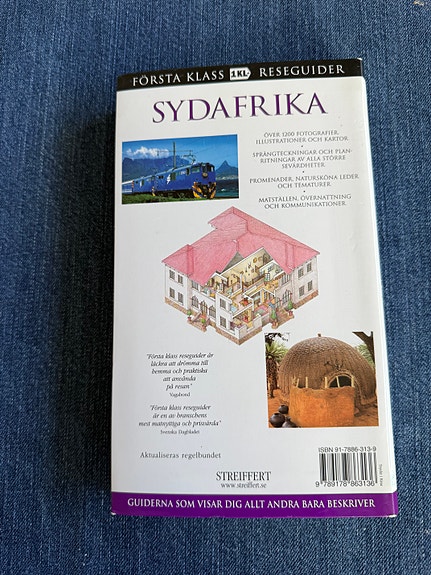 FÖRSTA KLASS 1KL RESEGUIDER
SYDAFRIKA
ÖVER 1200 FOTOGRAFIER,
ILLUSTRATIONER OCH KARTOR
•
SPRÄNGTECKNINGAR OCH PLAN-
RITNINGAR AV ALLA STÖRRE
SEVÄRDHETER
•
PROMENADER, NATURSKÖNA LEDER
OCH TEMATURER
•
MATSTÄLLEN, ÖVERNATTNING
OCH KOMMUNIKATIONER
"Första klass reseguider är
läckra att drömma till
hemma och praktiska
att använda
på resan"
Vagabond
"Första klass reseguider
är en av branschens
mest matnyttiga och prisvärda"
Svenska Dagbladet
Aktualiseras regelbundet
STREIFFERT
www.streiffert.se
ISBN 91-7886-313-9
9 789178 863136
GUIDERNA SOM VISAR DIG ALLT ANDRA BARA BESKRIVER